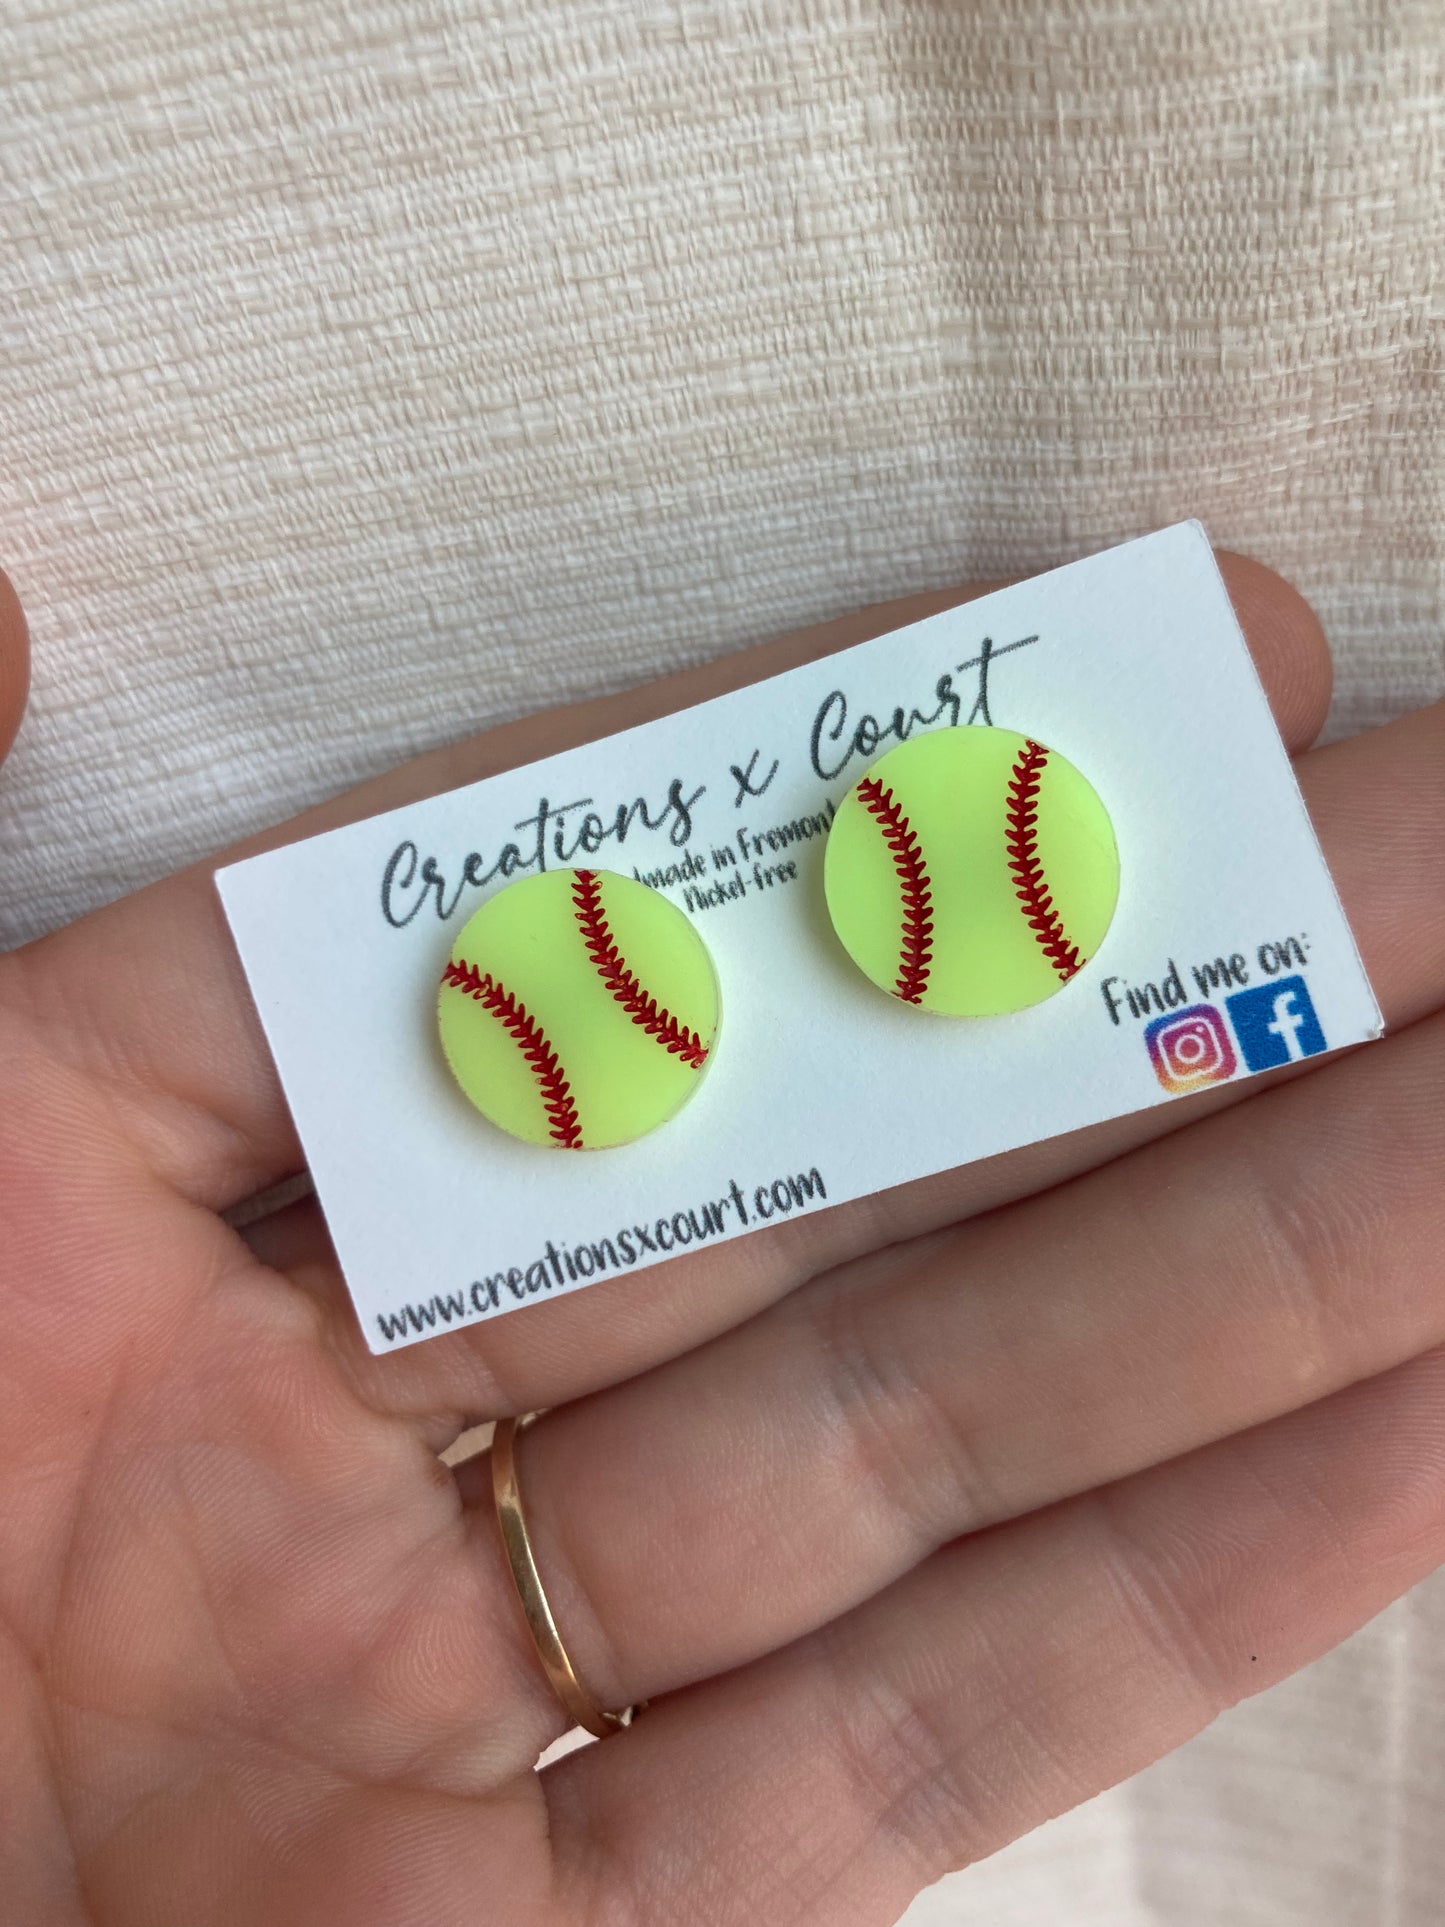 Creations x Court
made in Fremont
Nickel-free
Find me on:
www.creationsxcourt.com